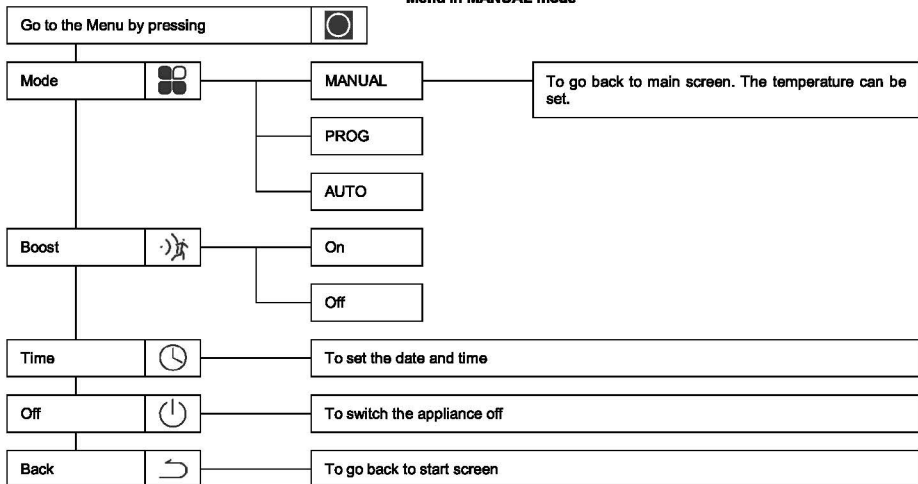 Menu in MANUAL mode
Go to the Menu by pressing
Mode
MANUAL
To go back to main screen. The temperature can be
set.
PROG
AUTO
Boost
On
Off
Time
To set the date and time
Off
To switch the appliance off
Back
To go back to start screen